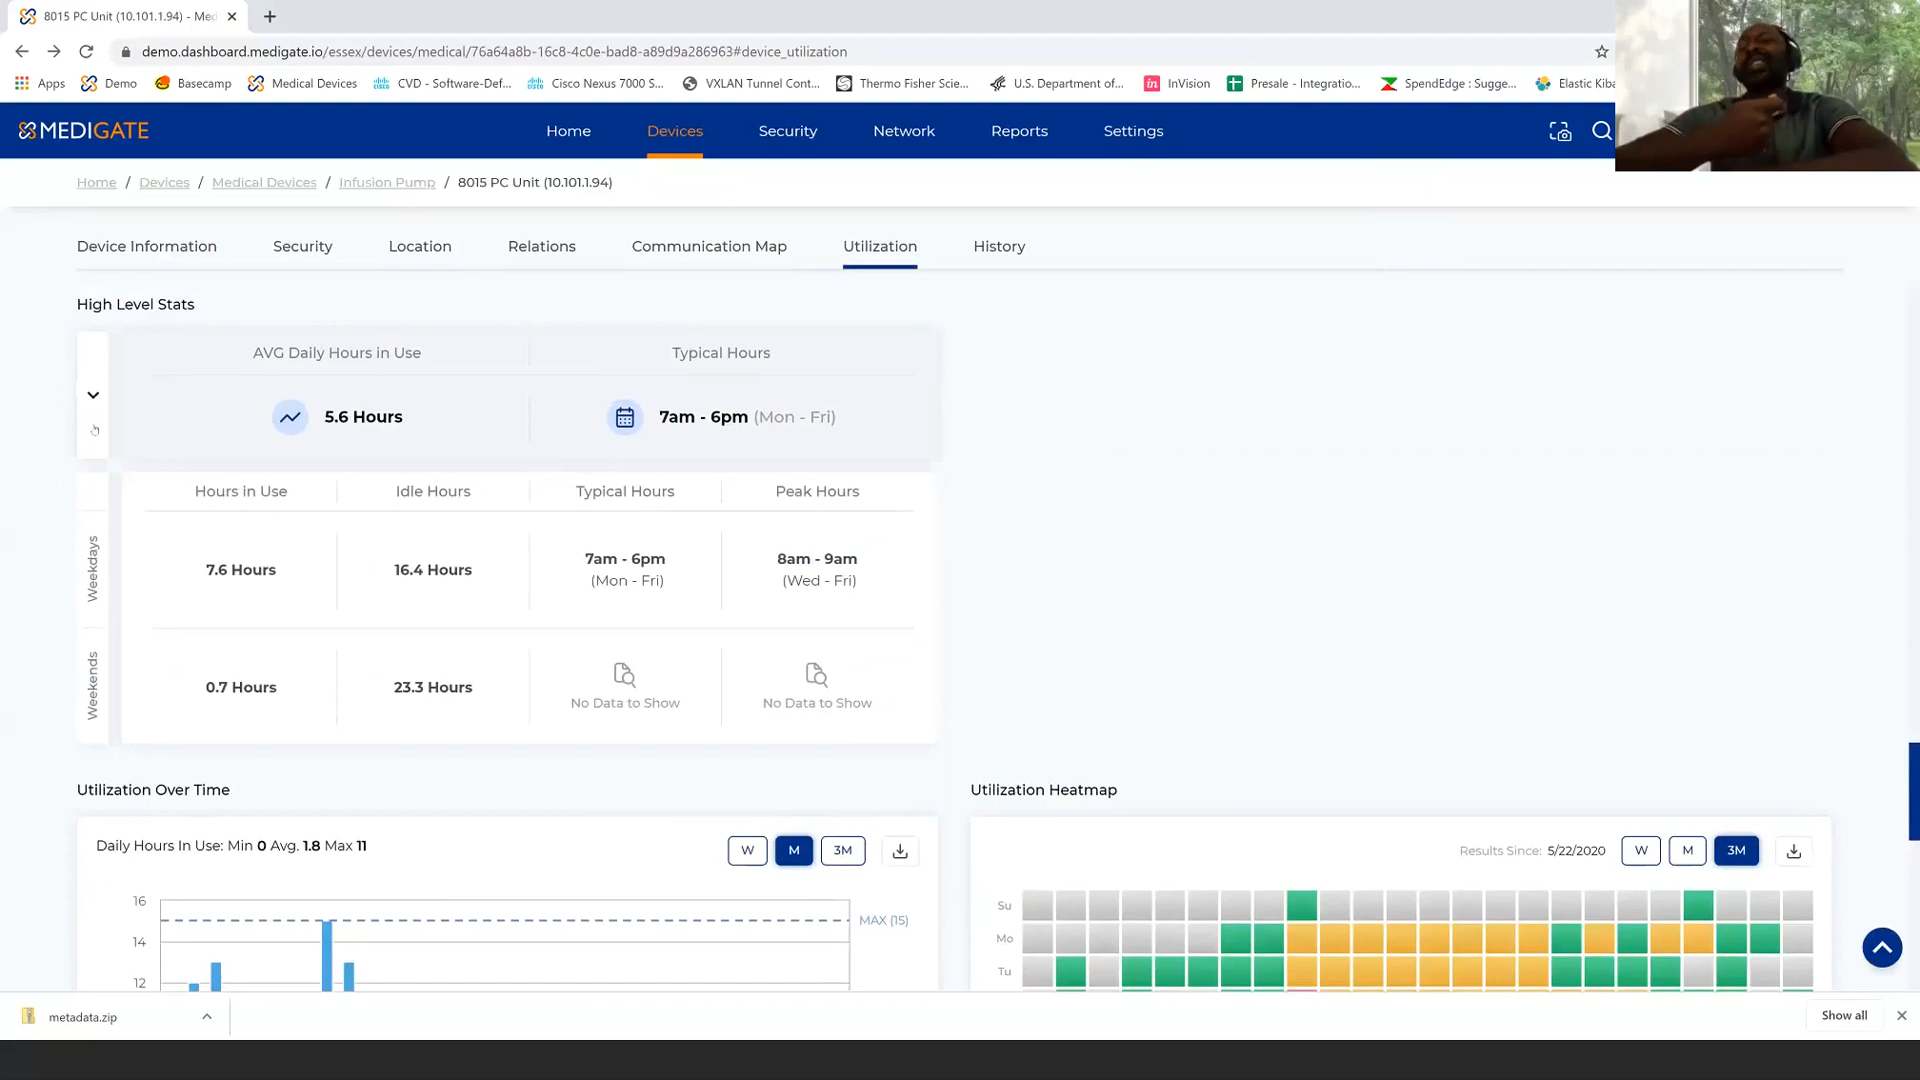 8015 PC Unit (10.101.1.94) - Med
demo.dashboard.medigate.io/essex/devices/medical/76a64a8b-16c8-4c0e-bad8-a89d9a286963#device_utilization
Apps Demo Basecamp Medical Devices CVD - Software-Def... Cisco Nexus 7000 S... VXLAN Tunnel Cont... Thermo Fisher Scie... U.S. Department of... InVision Presale - Integratio... SpendEdge : Sugge... Elastic Kiba
MEDIGATE Home Devices Security Network Reports Settings
Home / Devices / Medical Devices / Infusion Pump / 8015 PC Unit (10.101.1.94)
Device Information Security Location Relations Communication Map Utilization History
High Level Stats
AVG Daily Hours in Use Typical Hours
5.6 Hours 7am - 6pm (Mon - Fri)
Hours in Use Idle Hours Typical Hours Peak Hours
Weekdays
7.6 Hours 16.4 Hours 7am - 6pm 8am - 9am
(Mon - Fri) (Wed - Fri)
Weekends
0.7 Hours 23.3 Hours No Data to Show No Data to Show
Utilization Over Time Utilization Heatmap
Daily Hours In Use: Min 0 Avg. 1.8 Max 11 W M 3M
Results Since: 5/22/2020 W M 3M
16
MAX (15)
14
12
Su
Mo
Tu
metadata.zip Show all